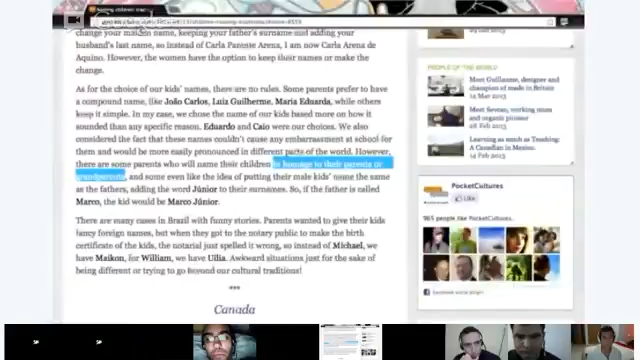 change your maiden name, keeping your father's surname and adding your
husband's last name, so instead of Carla Parente Arena, I am now Carla Arena de
Aquino. However, the women have the option to keep their names or make the
change.
As for the choice of our kids' names, there are no rules. Some parents prefer to have
a compound name, like João Carlos, Luiz Guilherme, Maria Eduarda, while others
keep it simple. In my case, we chose the name of our kids based more on how it
sounded than any specific reason. Eduardo and Caio were our choices. We also
considered the fact that these names couldn't cause any embarrassment at school for
them and would be more easily pronounced in different parts of the world. However,
there are some parents who will name their children in homage to their parents or
grandparents, and some even like the idea of putting their male kids' name the same
as the fathers, adding the word Júnior to their surnames. So, if the father is called
Marco, the kid would be Marco Júnior.
There are many cases in Brazil with funny stories. Parents wanted to give their kids
fancy foreign names, but when they got to the notary public to make the birth
certificate of the kids, the notarial just spelled it wrong, so instead of Michael, we
have Maikon, for William, we have Uilia. Awkward situations just for the sake of
being different or trying to go beyond our cultural traditions!
***
Canada
PEOPLE OF THE WORLD
Meet Guillaume, designer
and champion of made in
Belgium
14 Mar 2013
Meet Seveas, working mum
and organic pioneer
28 Feb 2013
Learning as much as Teaching:
A Canadian in Mexico
PocketCultures
Like
965 people like PocketCultures.
Facebook social plugin